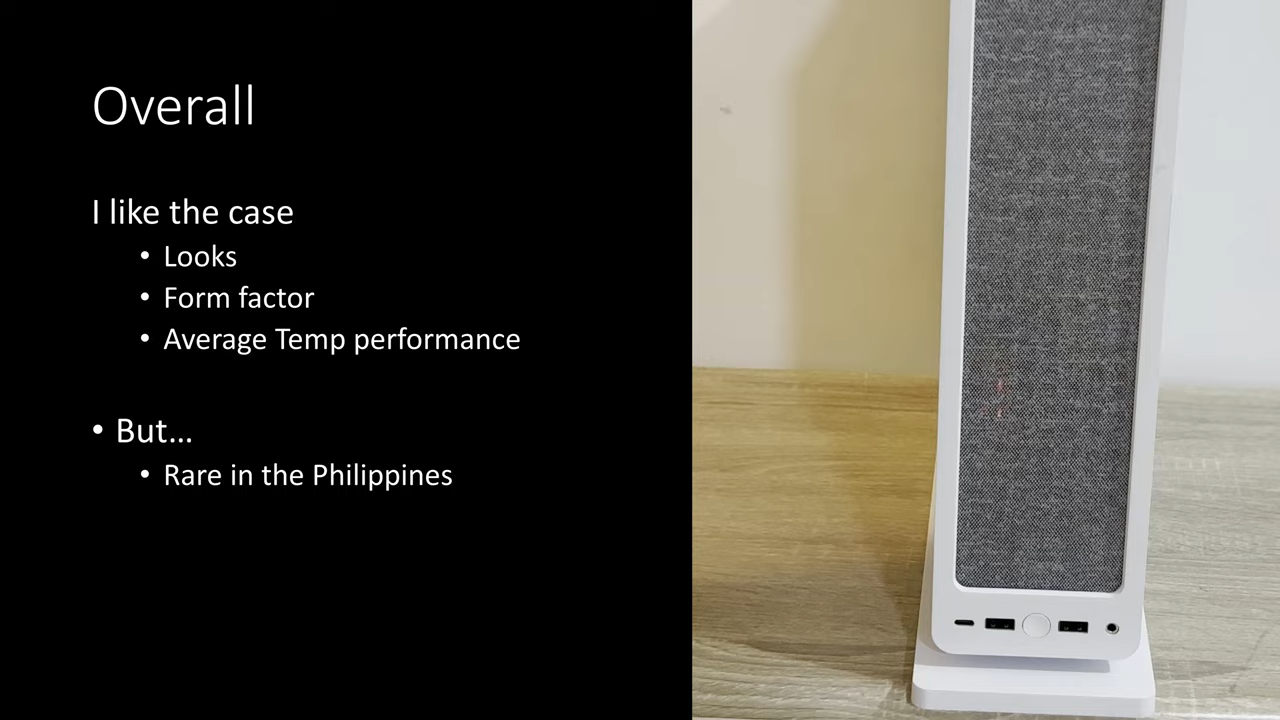 Overall
I like the case
• Looks
• Form factor
• Average Temp performance
• But…
• Rare in the Philippines